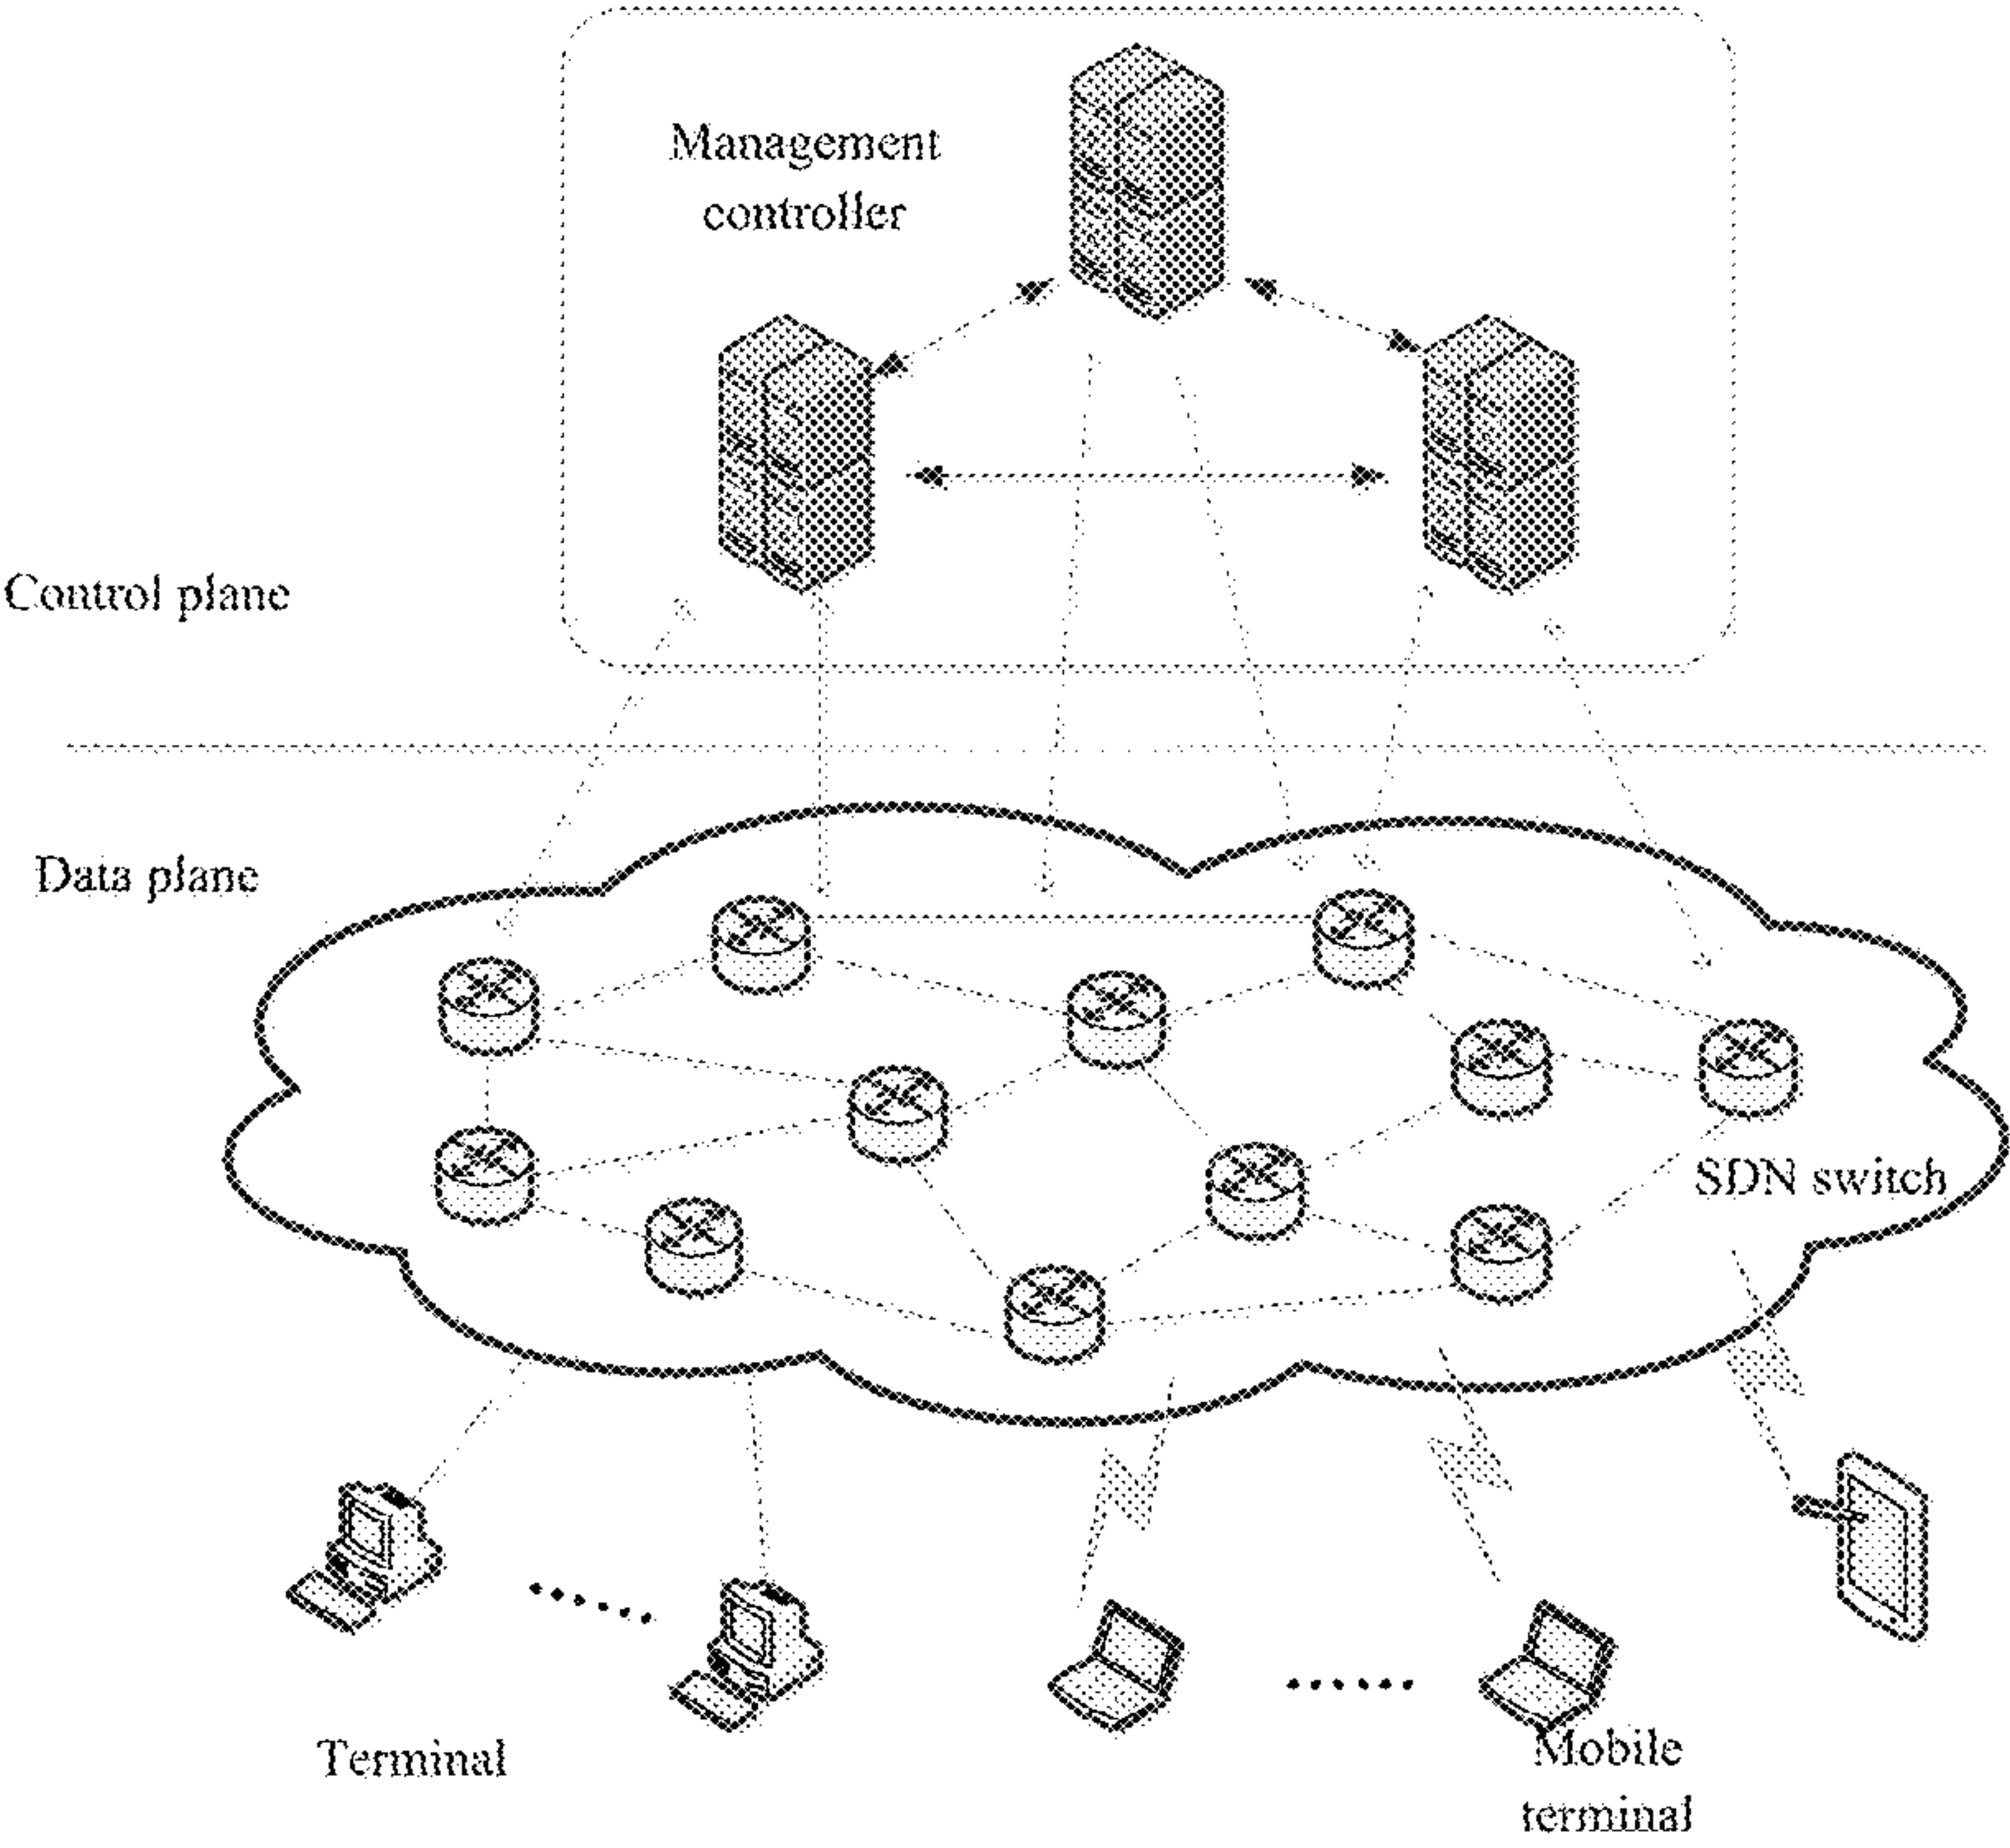 Management
controller
Control plane
Data plane
SDN switch
Terminal
Mobile
terminal